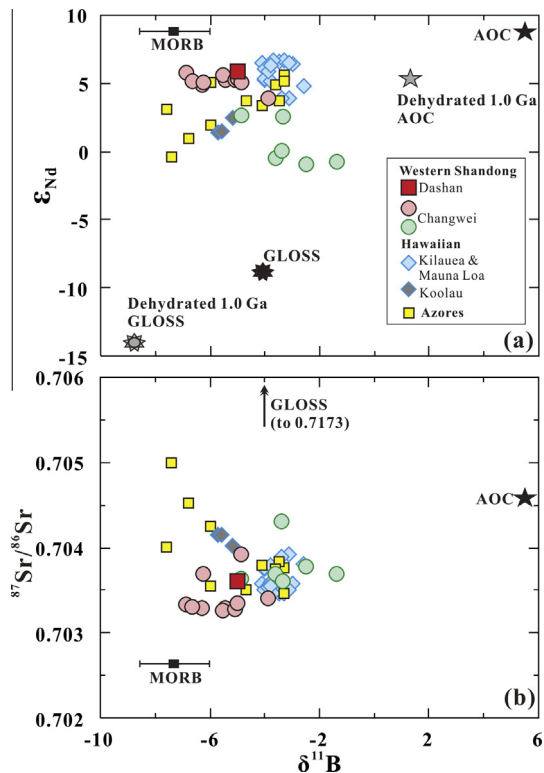 10
MORB
AOC
5
Dehydrated 1.0 Ga
AOC
0
εNd
Western Shandong
Dashan
Changwei
Hawaiian
Kilauea &
Mauna Loa
Koolau
Azores
-5
GLOSS
-10
Dehydrated 1.0 Ga
GLOSS
(a)
-15
0.706
GLOSS
(to 0.7173)
0.705
AOC
0.704
87Sr/86Sr
0.703
MORB
(b)
0.702
-10 -6 -2 2 6
δ11B